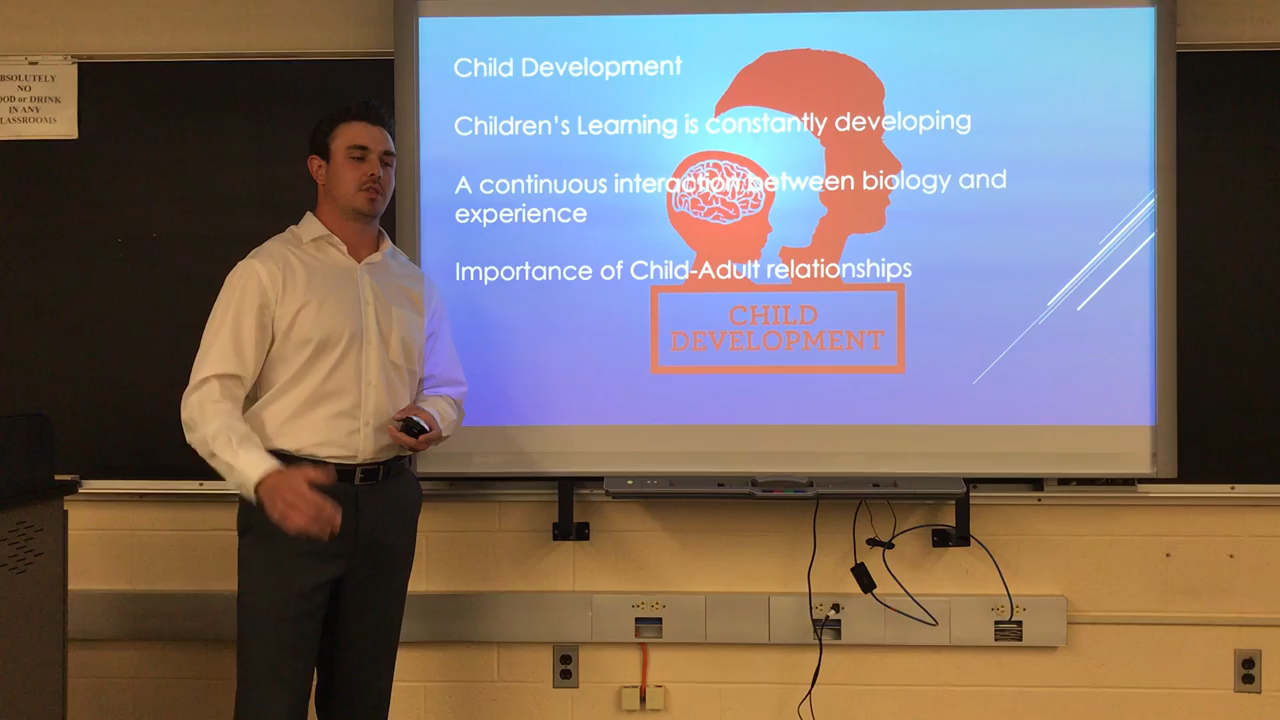 BSOLUTELY
NO
OOD or DRINK
IN ANY
LASSROOMS
Child Development
Children's Learning is constantly developing
A continuous interaction between biology and
experience
Importance of Child-Adult relationships
CHILD
DEVELOPMENT